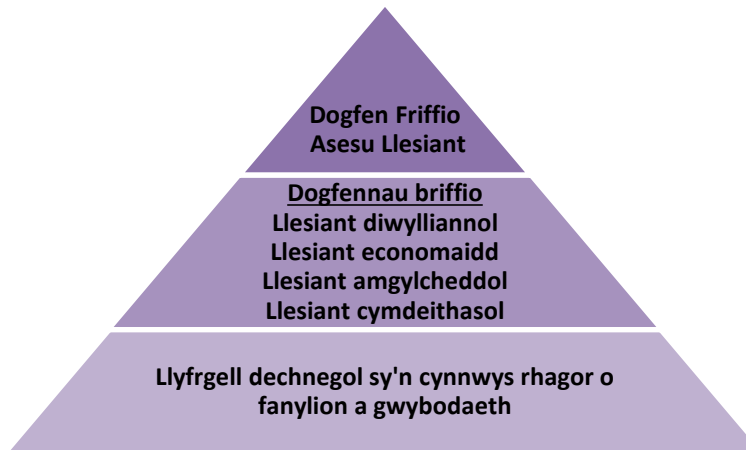 Dogfen Friffio
Asesu Llesiant
Dogfennau briffio
Llesiant diwylliannol
Llesiant economaidd
Llesiant amgylcheddol
Llesiant cymdeithasol
Llyfrgell dechnegol sy'n cynnwys rhagor o
fanylion a gwybodaeth